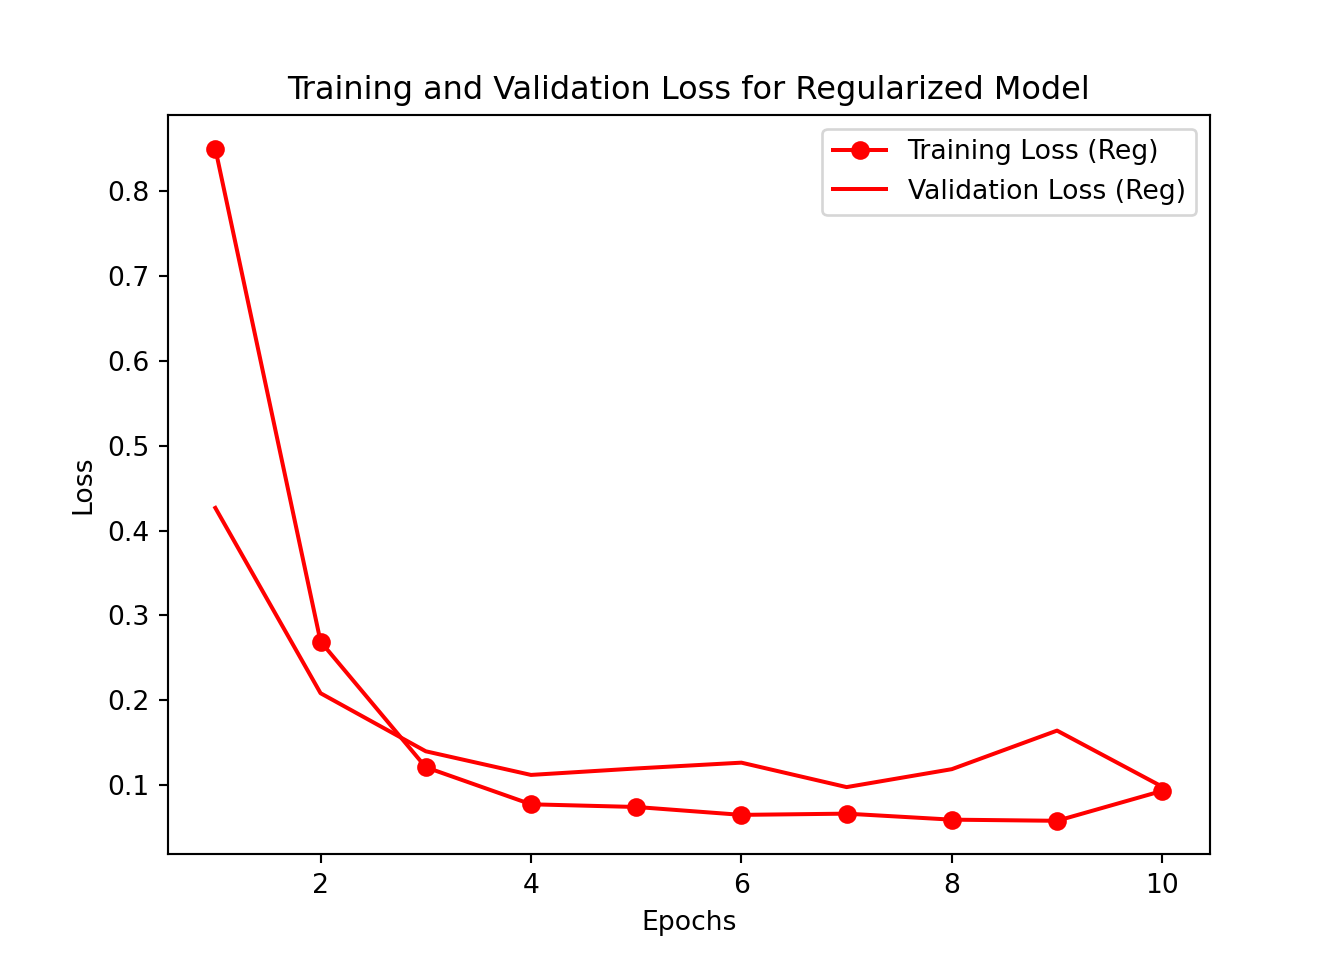 Training and Validation Loss for Regularized Model
Training Loss (Reg)
Validation Loss (Reg)
0.8
0.7
0.6
0.5
0.4
0.3
0.2
0.1
Loss
2 4 6 8 10
Epochs